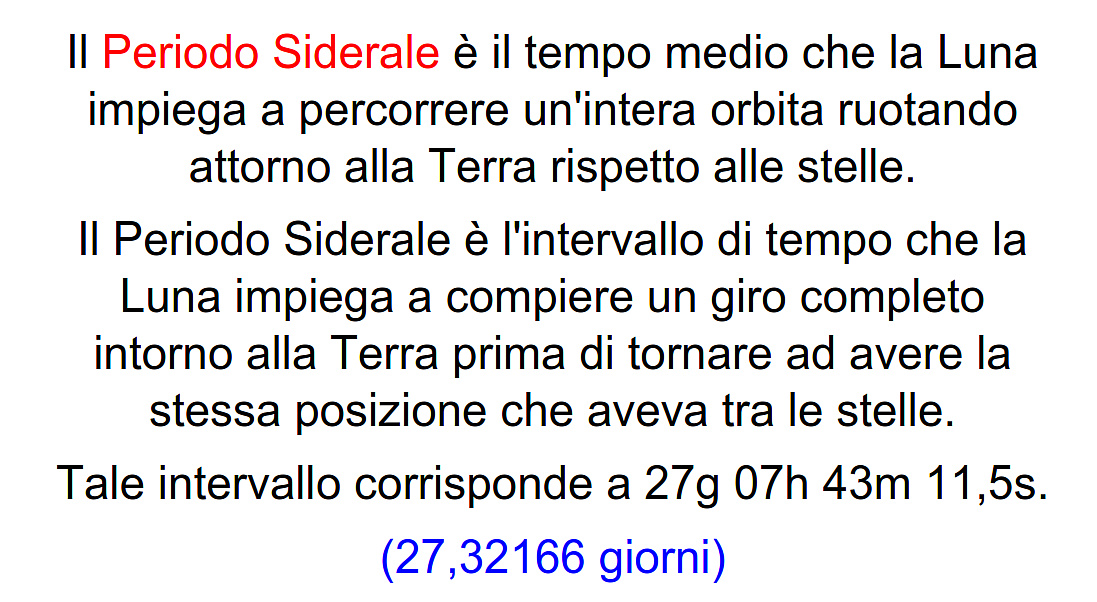 Il Periodo Siderale è il tempo medio che la Luna
impiega a percorrere un'intera orbita ruotando
attorno alla Terra rispetto alle stelle.
Il Periodo Siderale è l'intervallo di tempo che la
Luna impiega a compiere un giro completo
intorno alla Terra prima di tornare ad avere la
stessa posizione che aveva tra le stelle.
Tale intervallo corrisponde a 27g 07h 43m 11,5s.
(27,32166 giorni)